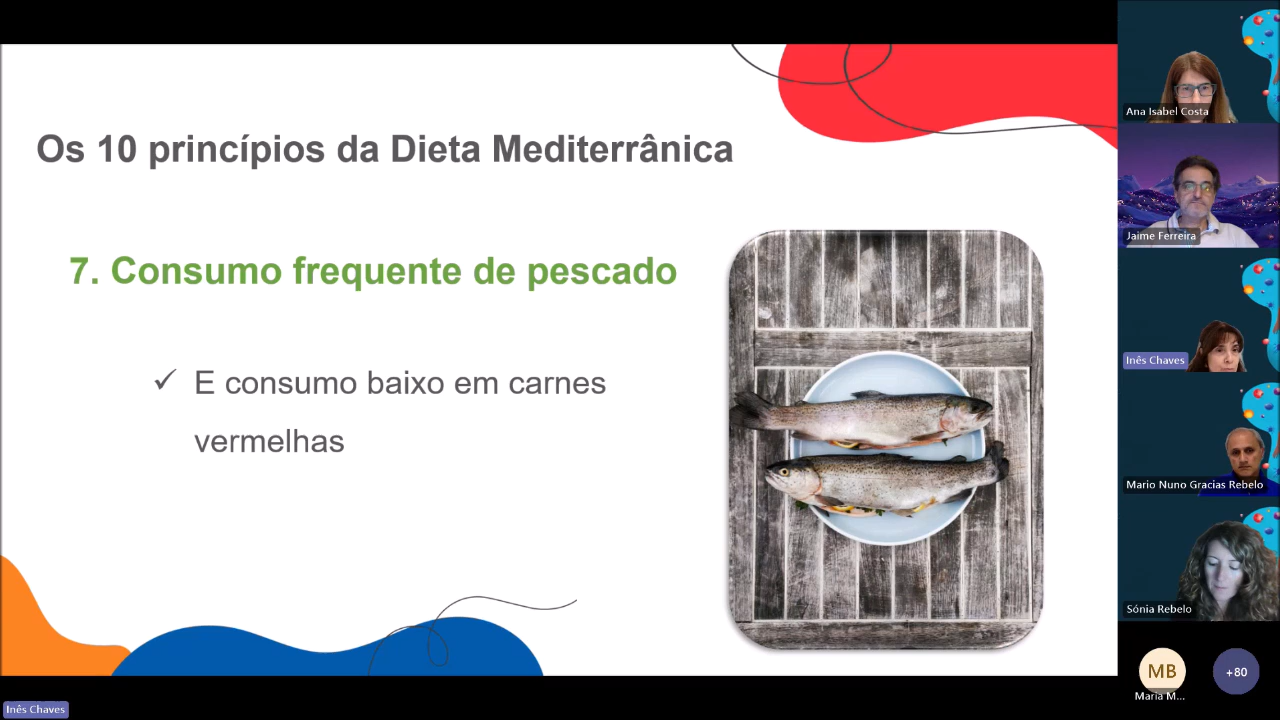 Os 10 princípios da Dieta Mediterrânica
7. Consumo frequente de pescado
✓ E consumo baixo em carnes
vermelhas
Ana Isabel Costa
Jaime Ferreira
Inês Chaves
Mario Nuno Gracias Rebelo
Sónia Rebelo
MB
+80
Maria M...
Inês Chaves